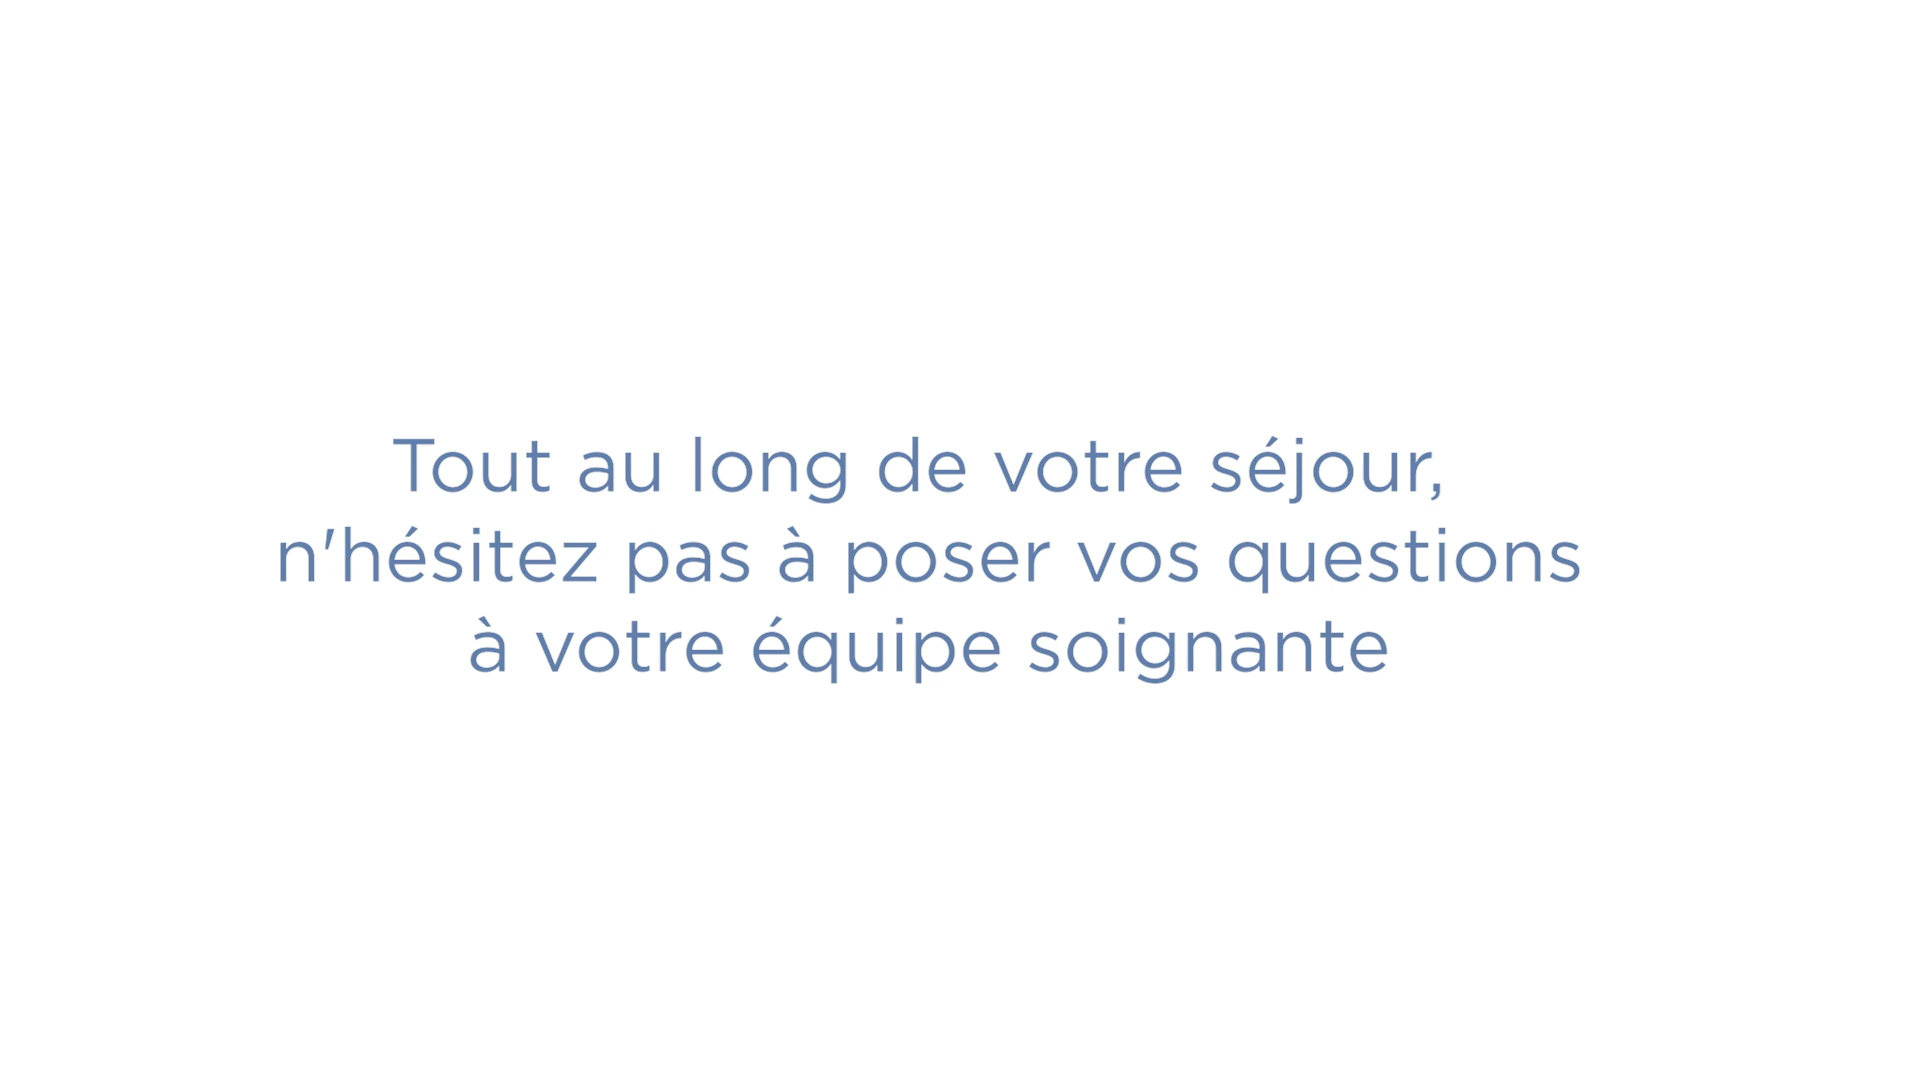 Tout au long de votre séjour,
n'hésitez pas à poser vos questions
à votre équipe soignante